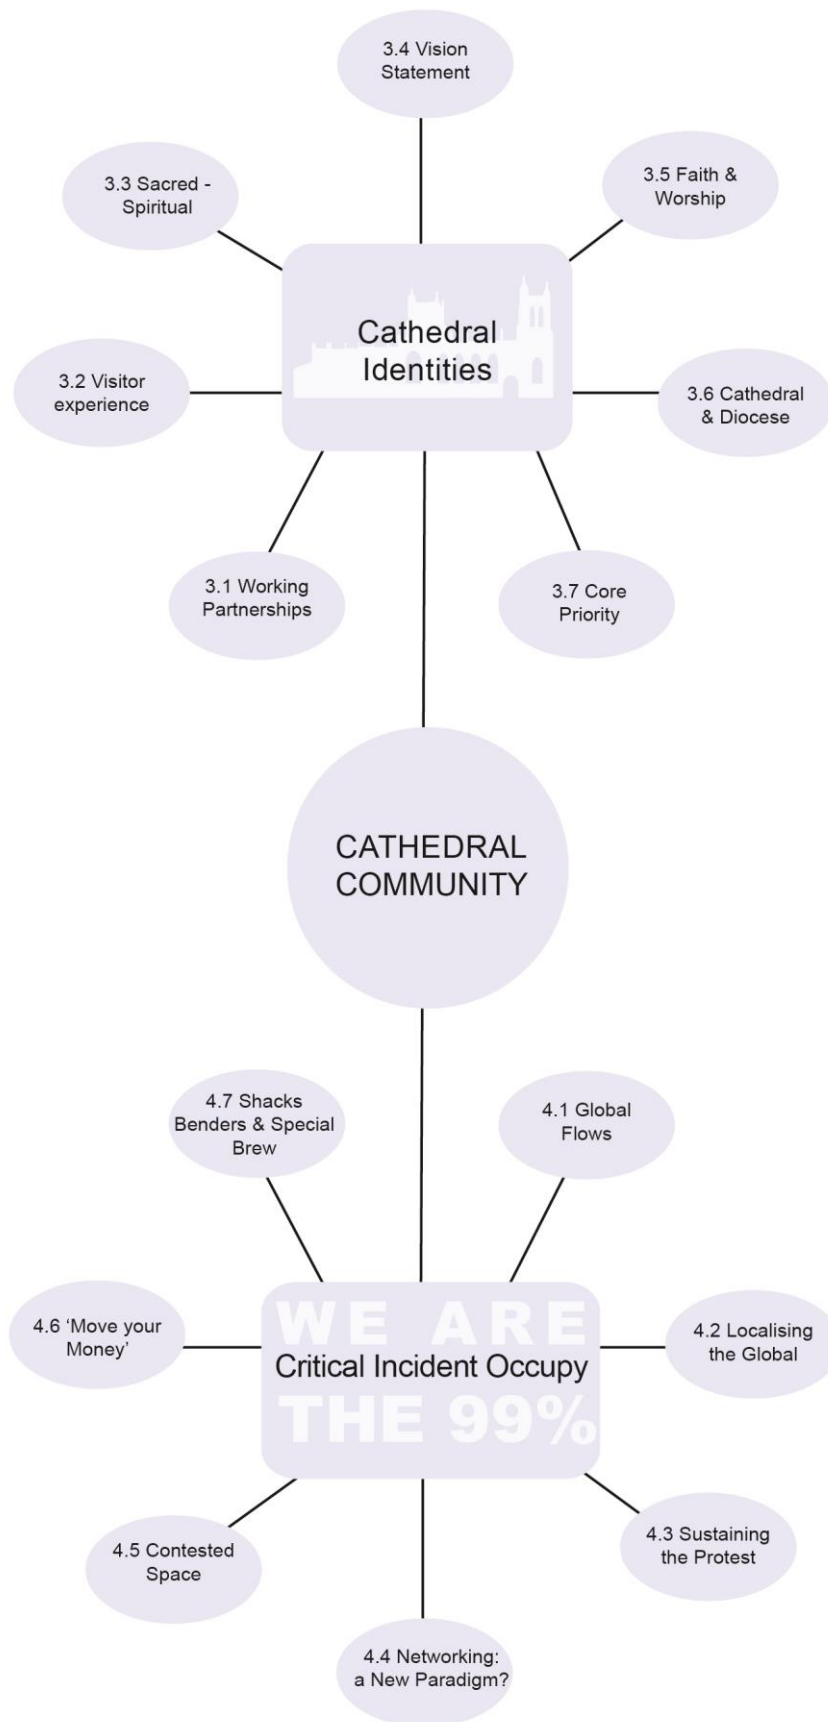 3.4 Vision
Statement
3.3 Sacred -
Spiritual
3.5 Faith &
Worship
Cathedral
Identities
3.2 Visitor
experience
3.6 Cathedral
& Diocese
3.1 Working
Partnerships
3.7 Core
Priority
CATHEDRAL
COMMUNITY
4.7 Shacks
Benders & Special
Brew
4.1 Global
Flows
WE ARE
Critical Incident Occupy
THE 99%
4.6 ‘Move your
Money’
4.2 Localising
the Global
4.5 Contested
Space
4.3 Sustaining
the Protest
4.4 Networking:
a New Paradigm?